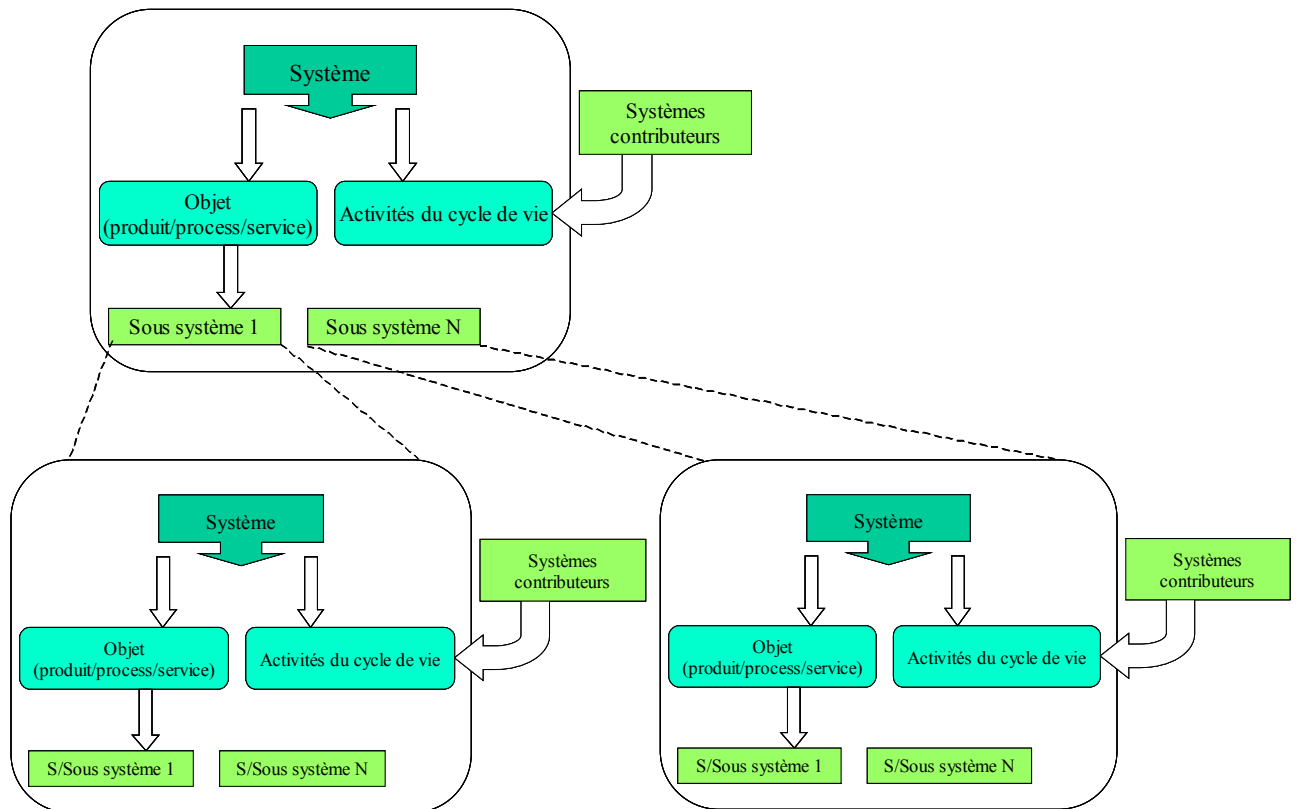 Système
Systèmes
contributeurs
Objet
(produit/process/service)
Activités du cycle de vie
Sous système 1
Sous système N
Système
Systèmes
contributeurs
Objet
(produit/process/service)
Activités du cycle de vie
S/Sous système 1
S/Sous système N
Système
Systèmes
contributeurs
Objet
(produit/process/service)
Activités du cycle de vie
S/Sous système 1
S/Sous système N